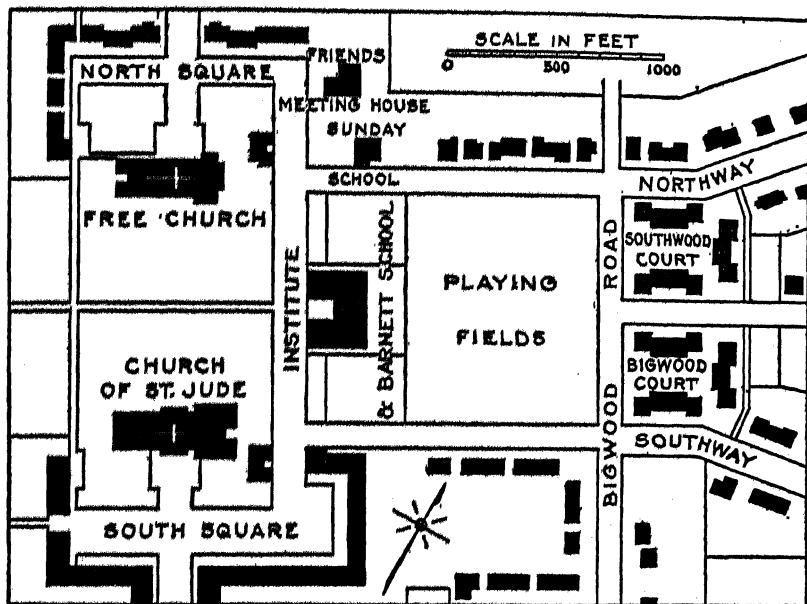 SCALE IN FEET
0 500 1000
FRIENDS
MEETING HOUSE
NORTH SQUARE
SUNDAY
SCHOOL
NORTHWAY
FREE CHURCH
INSTITUTE
& BARNETT SCHOOL
PLAYING
FIELDS
BIGWOOD ROAD
SOUTHWOOD
COURT
CHURCH
OF ST. JUDE
BIGWOOD
COURT
SOUTHWAY
SOUTH SQUARE